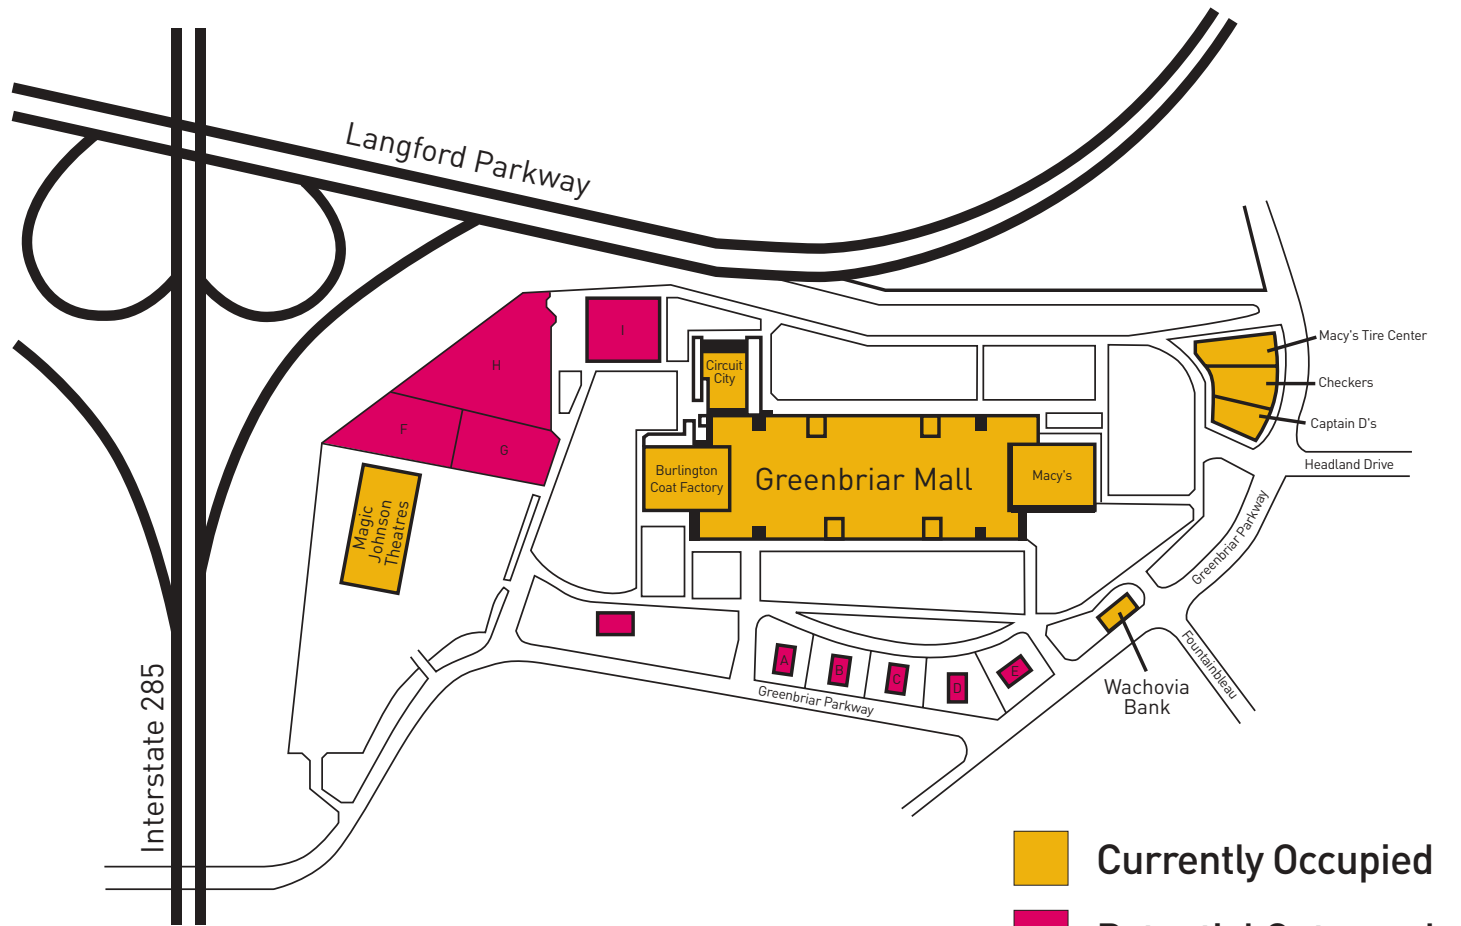 Langford Parkway
Macy's Tire Center
I
H
Circuit
City
Checkers
F
Captain D's
G
Headland Drive
Burlington
Coat Factory
Greenbriar Mall
Macy's
Magic
Johnson
Theatres
Greenbriar Parkway
A
B
C
D
E
Fountainbleau
Wachovia
Bank
Greenbriar Parkway
Interstate 285
Currently Occupied